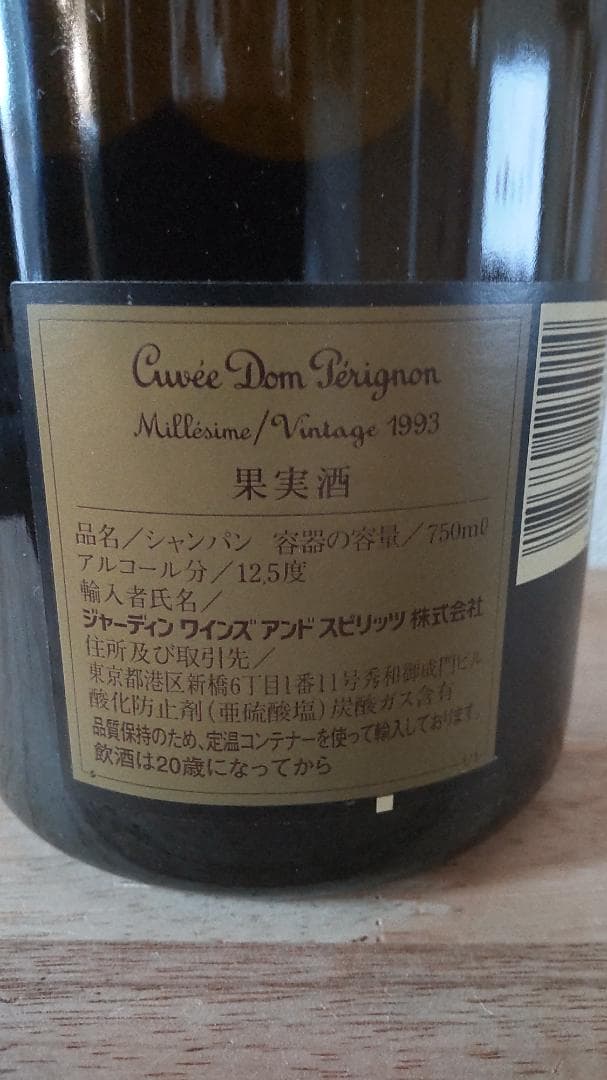 Cuvée Dom Pérignon
Millésime/Vintage 1993
果実酒
品名／シャンパン 容器の容量／750mℓ
アルコール分／12.5度
輸入者氏名／
ジャーディン ワインズ アンド スピリッツ 株式会社
住所及び取引先／
東京都港区新橋6丁目1番11号秀和御成門ビル
酸化防止剤(亜硫酸塩)炭酸ガス含有
品質保持のため、定温コンテナーを使って輸入しております。
飲酒は20歳になってから